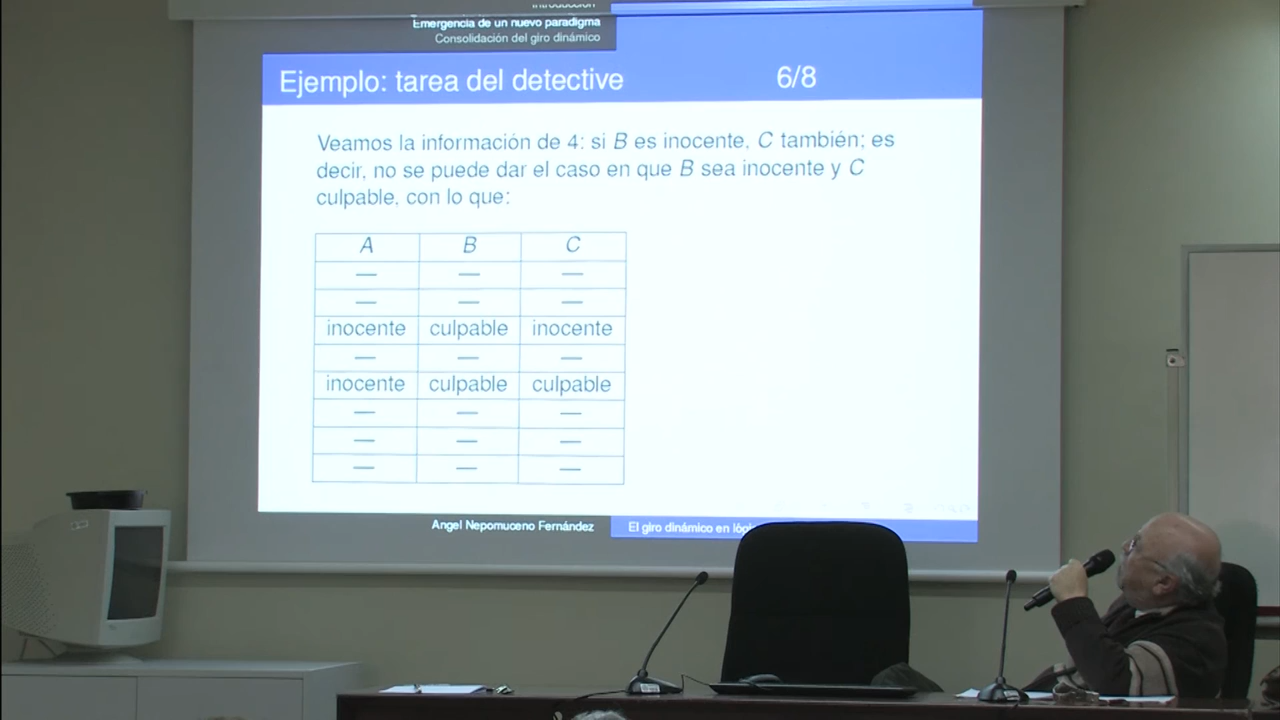 Introducción
Emergencia de un nuevo paradigma
Consolidación del giro dinámico
Ejemplo: tarea del detective 6/8
Veamos la información de 4: si B es inocente, C también; es
decir, no se puede dar el caso en que B sea inocente y C
culpable, con lo que:
A B C
— — —
— — —
inocente culpable inocente
— — —
inocente culpable culpable
— — —
— — —
— — —
Angel Nepomuceno Fernández El giro dinámico en